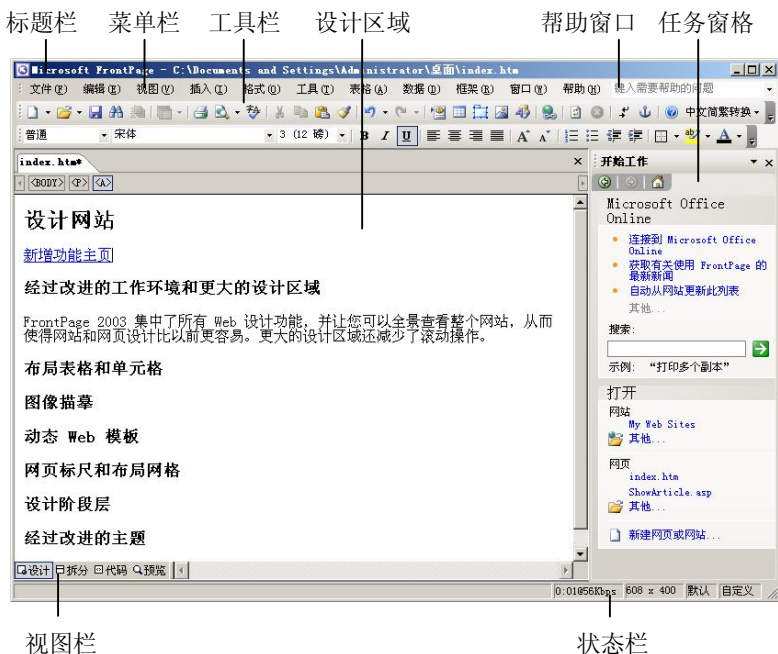 标题栏 菜单栏 工具栏 设计区域 帮助窗口 任务窗格
Microsoft FrontPage - C:\Documents and Settings\Administrator\桌面\index.htm
文件(F) 编辑(E) 视图(V) 插入(I) 格式(O) 工具(T) 表格(A) 数据(D) 框架(R) 窗口(W) 帮助(H) 键入需要帮助的问题
中文简繁转换
普通 宋体 3 (12 磅) B I U A A A
index.htm*
<BODY> <P> <A>
设计网站
新增功能主页
经过改进的工作环境和更大的设计区域
FrontPage 2003 集中了所有 Web 设计功能，并让您可以全景查看整个网站，从而
使得网站和网页设计比以前更容易。更大的设计区域还减少了滚动操作。
布局表格和单元格
图像描摹
动态 Web 模板
网页标尺和布局网格
设计阶段层
经过改进的主题
设计 拆分 代码 预览
开始工作
Microsoft Office
Online
连接到 Microsoft Office
Online
获取有关使用 FrontPage 的
最新新闻
自动从网站更新此列表
其他...
搜索:
示例: “打印多个副本”
打开
网站
My Web Sites
其他...
网页
index.htm
ShowArticle.asp
其他...
新建网页或网站...
0:01@56Kbps 608 x 400 默认 自定义
视图栏 状态栏